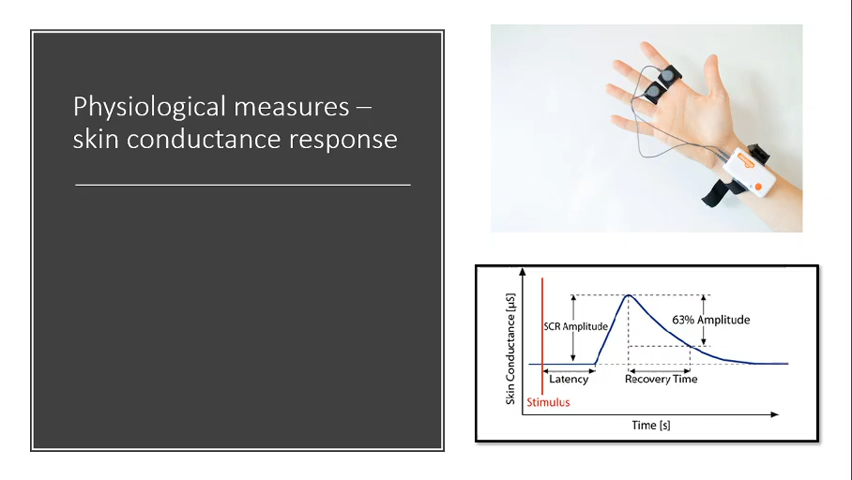 Physiological measures –
skin conductance response
Skin Conductance [µS]
SCR Amplitude
63% Amplitude
Latency
Recovery Time
Stimulus
Time [s]